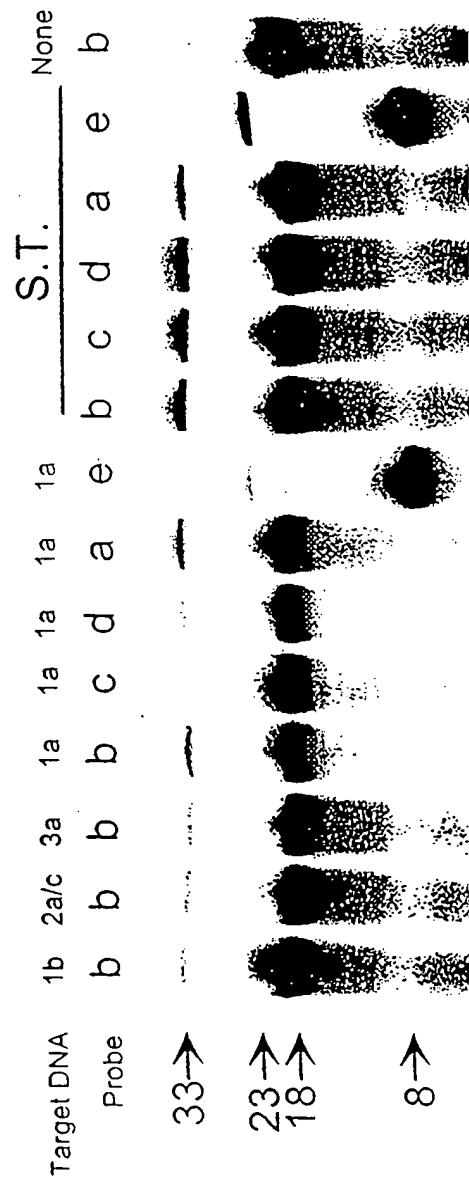 S.T. None
Target DNA 1b 2a/c 3a 1a 1a 1a 1a 1a
Probe b b b b c d a e b c d a e b
33→
23→
18→
8→